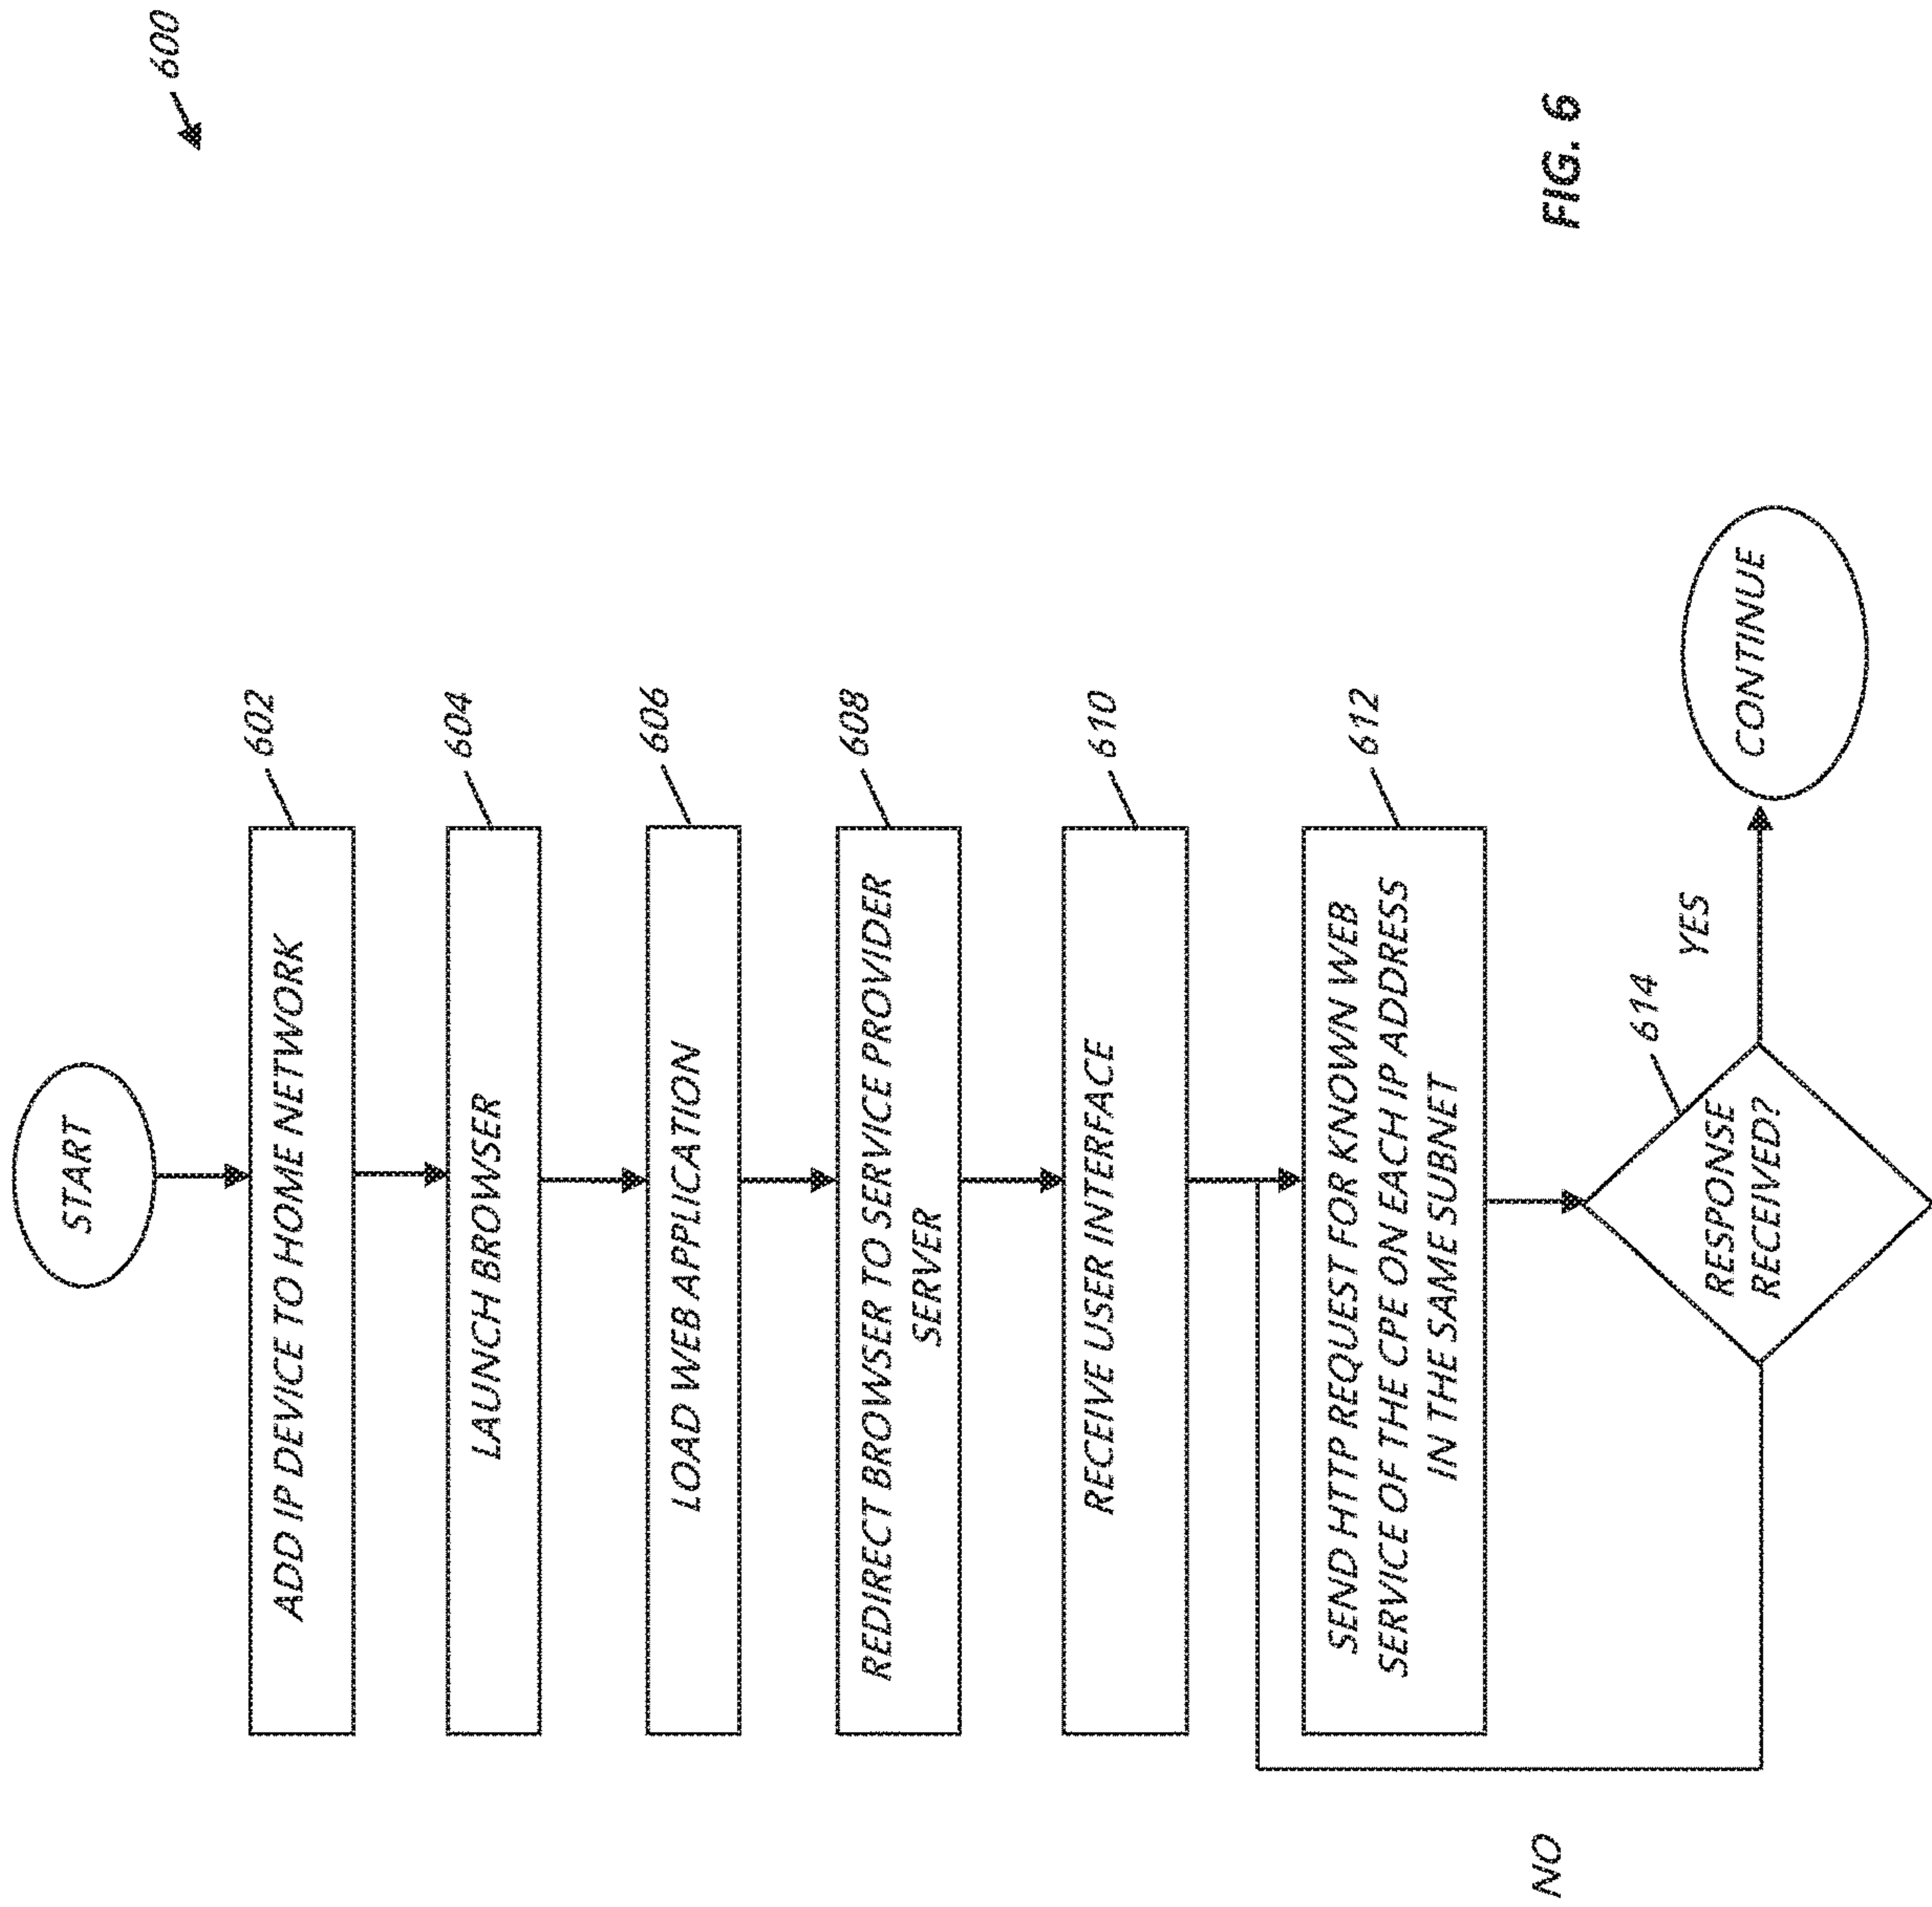 600
START
602
ADD IP DEVICE TO HOME NETWORK
604
LAUNCH BROWSER
606
LOAD WEB APPLICATION
608
REDIRECT BROWSER TO SERVICE PROVIDER
SERVER
610
RECEIVE USER INTERFACE
612
SEND HTTP REQUEST FOR KNOWN WEB
SERVICE OF THE CPE ON EACH IP ADDRESS
IN THE SAME SUBNET
614
RESPONSE
RECEIVED?
YES
CONTINUE
NO
FIG. 6